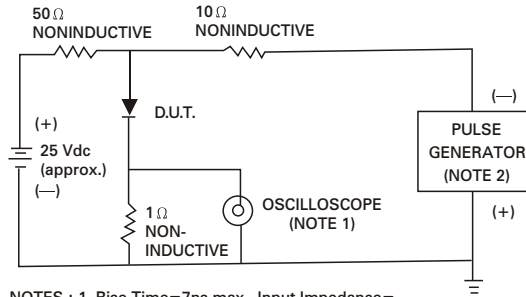 50Ω
NONINDUCTIVE
10Ω
NONINDUCTIVE
(+)
25 Vdc
(approx.)
(—)
D.U.T.
1Ω
NON-
INDUCTIVE
OSCILLOSCOPE
(NOTE 1)
(—)
PULSE
GENERATOR
(NOTE 2)
(+)
NOTES : 1. Rise Time=7ns max. Input Impedance=